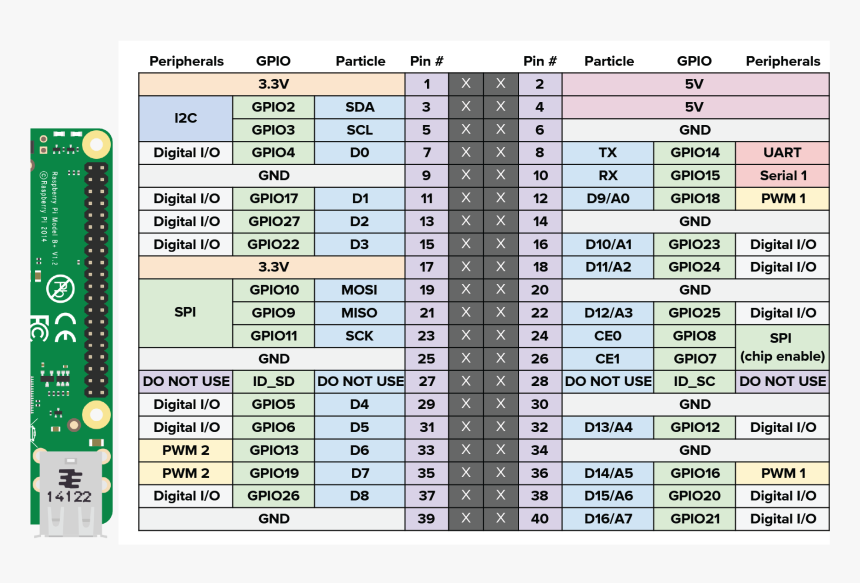 Peripherals GPIO Particle Pin # Pin # Particle GPIO Peripherals
3.3V 1 X X 2 5V
I2C GPIO2 SDA 3 X X 4 5V
GPIO3 SCL 5 X X 6 GND
Digital I/O GPIO4 D0 7 X X 8 TX GPIO14 UART
GND 9 X X 10 RX GPIO15 Serial 1
Digital I/O GPIO17 D1 11 X X 12 D9/A0 GPIO18 PWM 1
Digital I/O GPIO27 D2 13 X X 14 GND
Digital I/O GPIO22 D3 15 X X 16 D10/A1 GPIO23 Digital I/O
3.3V 17 X X 18 D11/A2 GPIO24 Digital I/O
GPIO10 MOSI 19 X X 20 GND
SPI GPIO9 MISO 21 X X 22 D12/A3 GPIO25 Digital I/O
GPIO11 SCK 23 X X 24 CE0 GPIO8 SPI
GND 25 X X 26 CE1 GPIO7 (chip enable)
DO NOT USE ID_SD DO NOT USE 27 X X 28 DO NOT USE ID_SC DO NOT USE
Digital I/O GPIO5 D4 29 X X 30 GND
Digital I/O GPIO6 D5 31 X X 32 D13/A4 GPIO12 Digital I/O
PWM 2 GPIO13 D6 33 X X 34 GND
PWM 2 GPIO19 D7 35 X X 36 D14/A5 GPIO16 PWM 1
Digital I/O GPIO26 D8 37 X X 38 D15/A6 GPIO20 Digital I/O
GND 39 X X 40 D16/A7 GPIO21 Digital I/O
Raspberry Pi Model B+ V1.2
©Raspberry Pi 2014
Pb
FC CE
14122